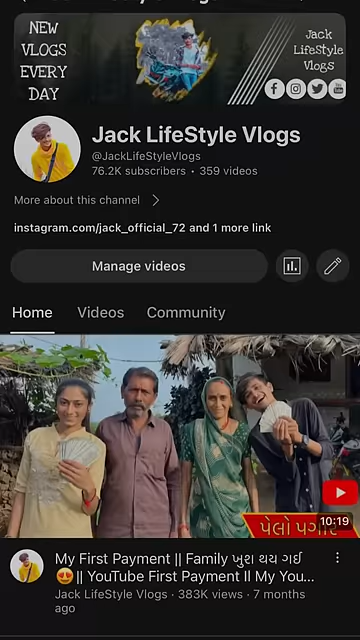 NEW
VLOGS
EVERY
DAY
Jack
LifeStyle
Vlogs
Jack LifeStyle Vlogs
@JackLifeStyleVlogs
76.2K subscribers • 359 videos
More about this channel
instagram.com/jack_official_72 and 1 more link
Manage videos
Home Videos Community
પેલો પગાર
10:19
My First Payment || Family ખુશ થય ગઈ
😍|| YouTube First Payment II My You...
Jack LifeStyle Vlogs · 383K views · 7 months
ago